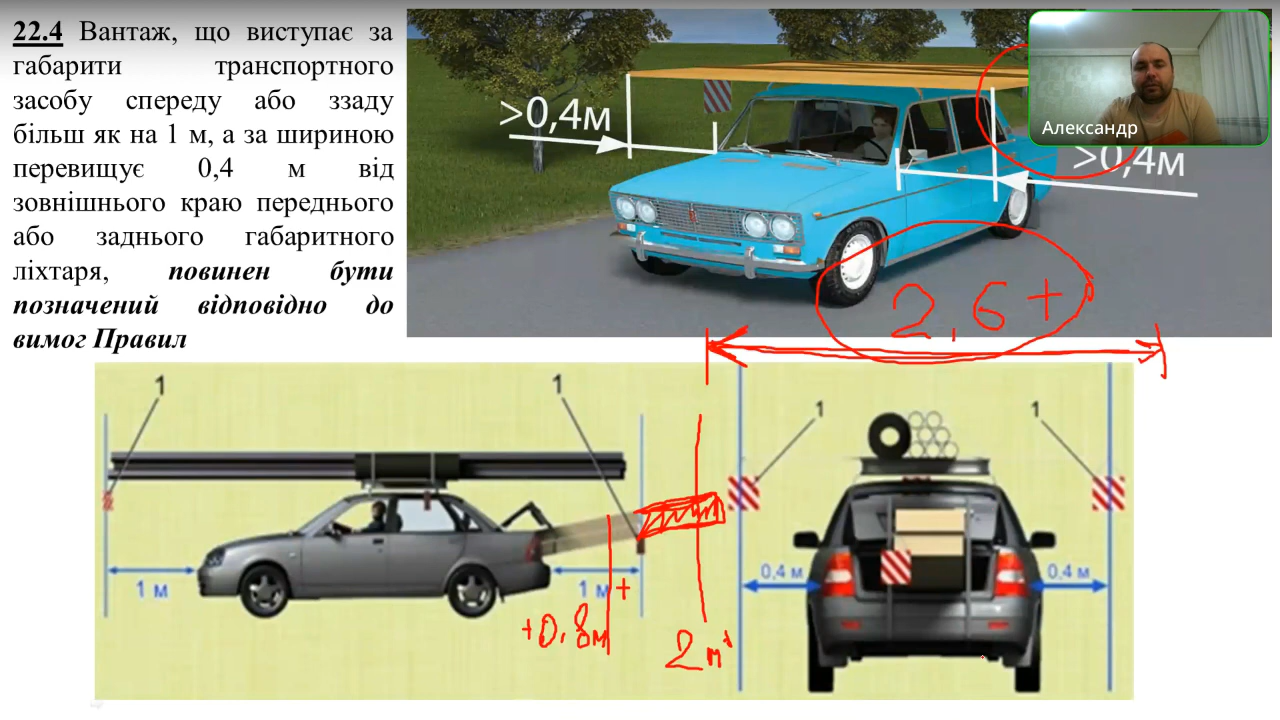 22.4 Вантаж, що виступає за
габарити транспортного
засобу спереду або ззаду
більш як на 1 м, а за шириною
перевищує 0,4 м від
зовнішнього краю переднього
або заднього габаритного
ліхтаря, повинен бути
позначений відповідно до
вимог Правил
>0,4м
Александр
>0,4м
2,6+
1
1
1 м
1 м +
+0,8м
2 м+
1
1
0,4 м
0,4 м